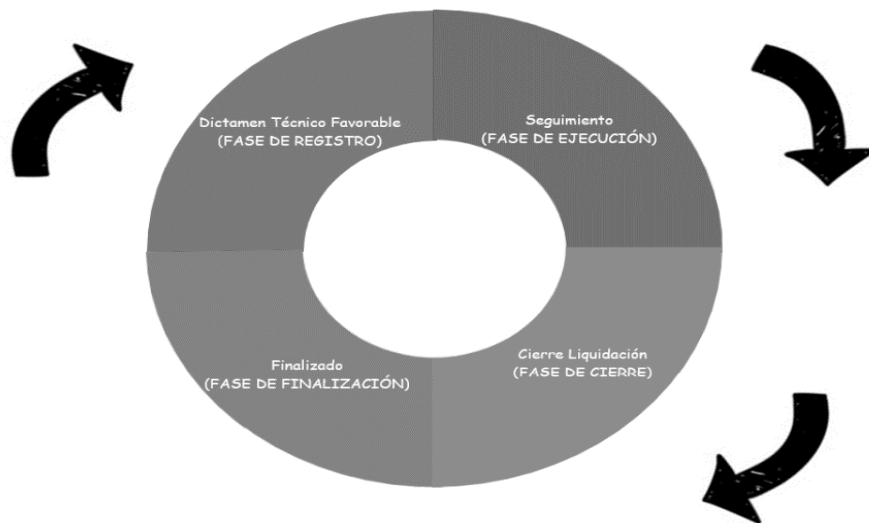 Dictamen Técnico Favorable
(FASE DE REGISTRO)
Seguimiento
(FASE DE EJECUCIÓN)
Cierre Liquidación
(FASE DE CIERRE)
Finalizado
(FASE DE FINALIZACIÓN)